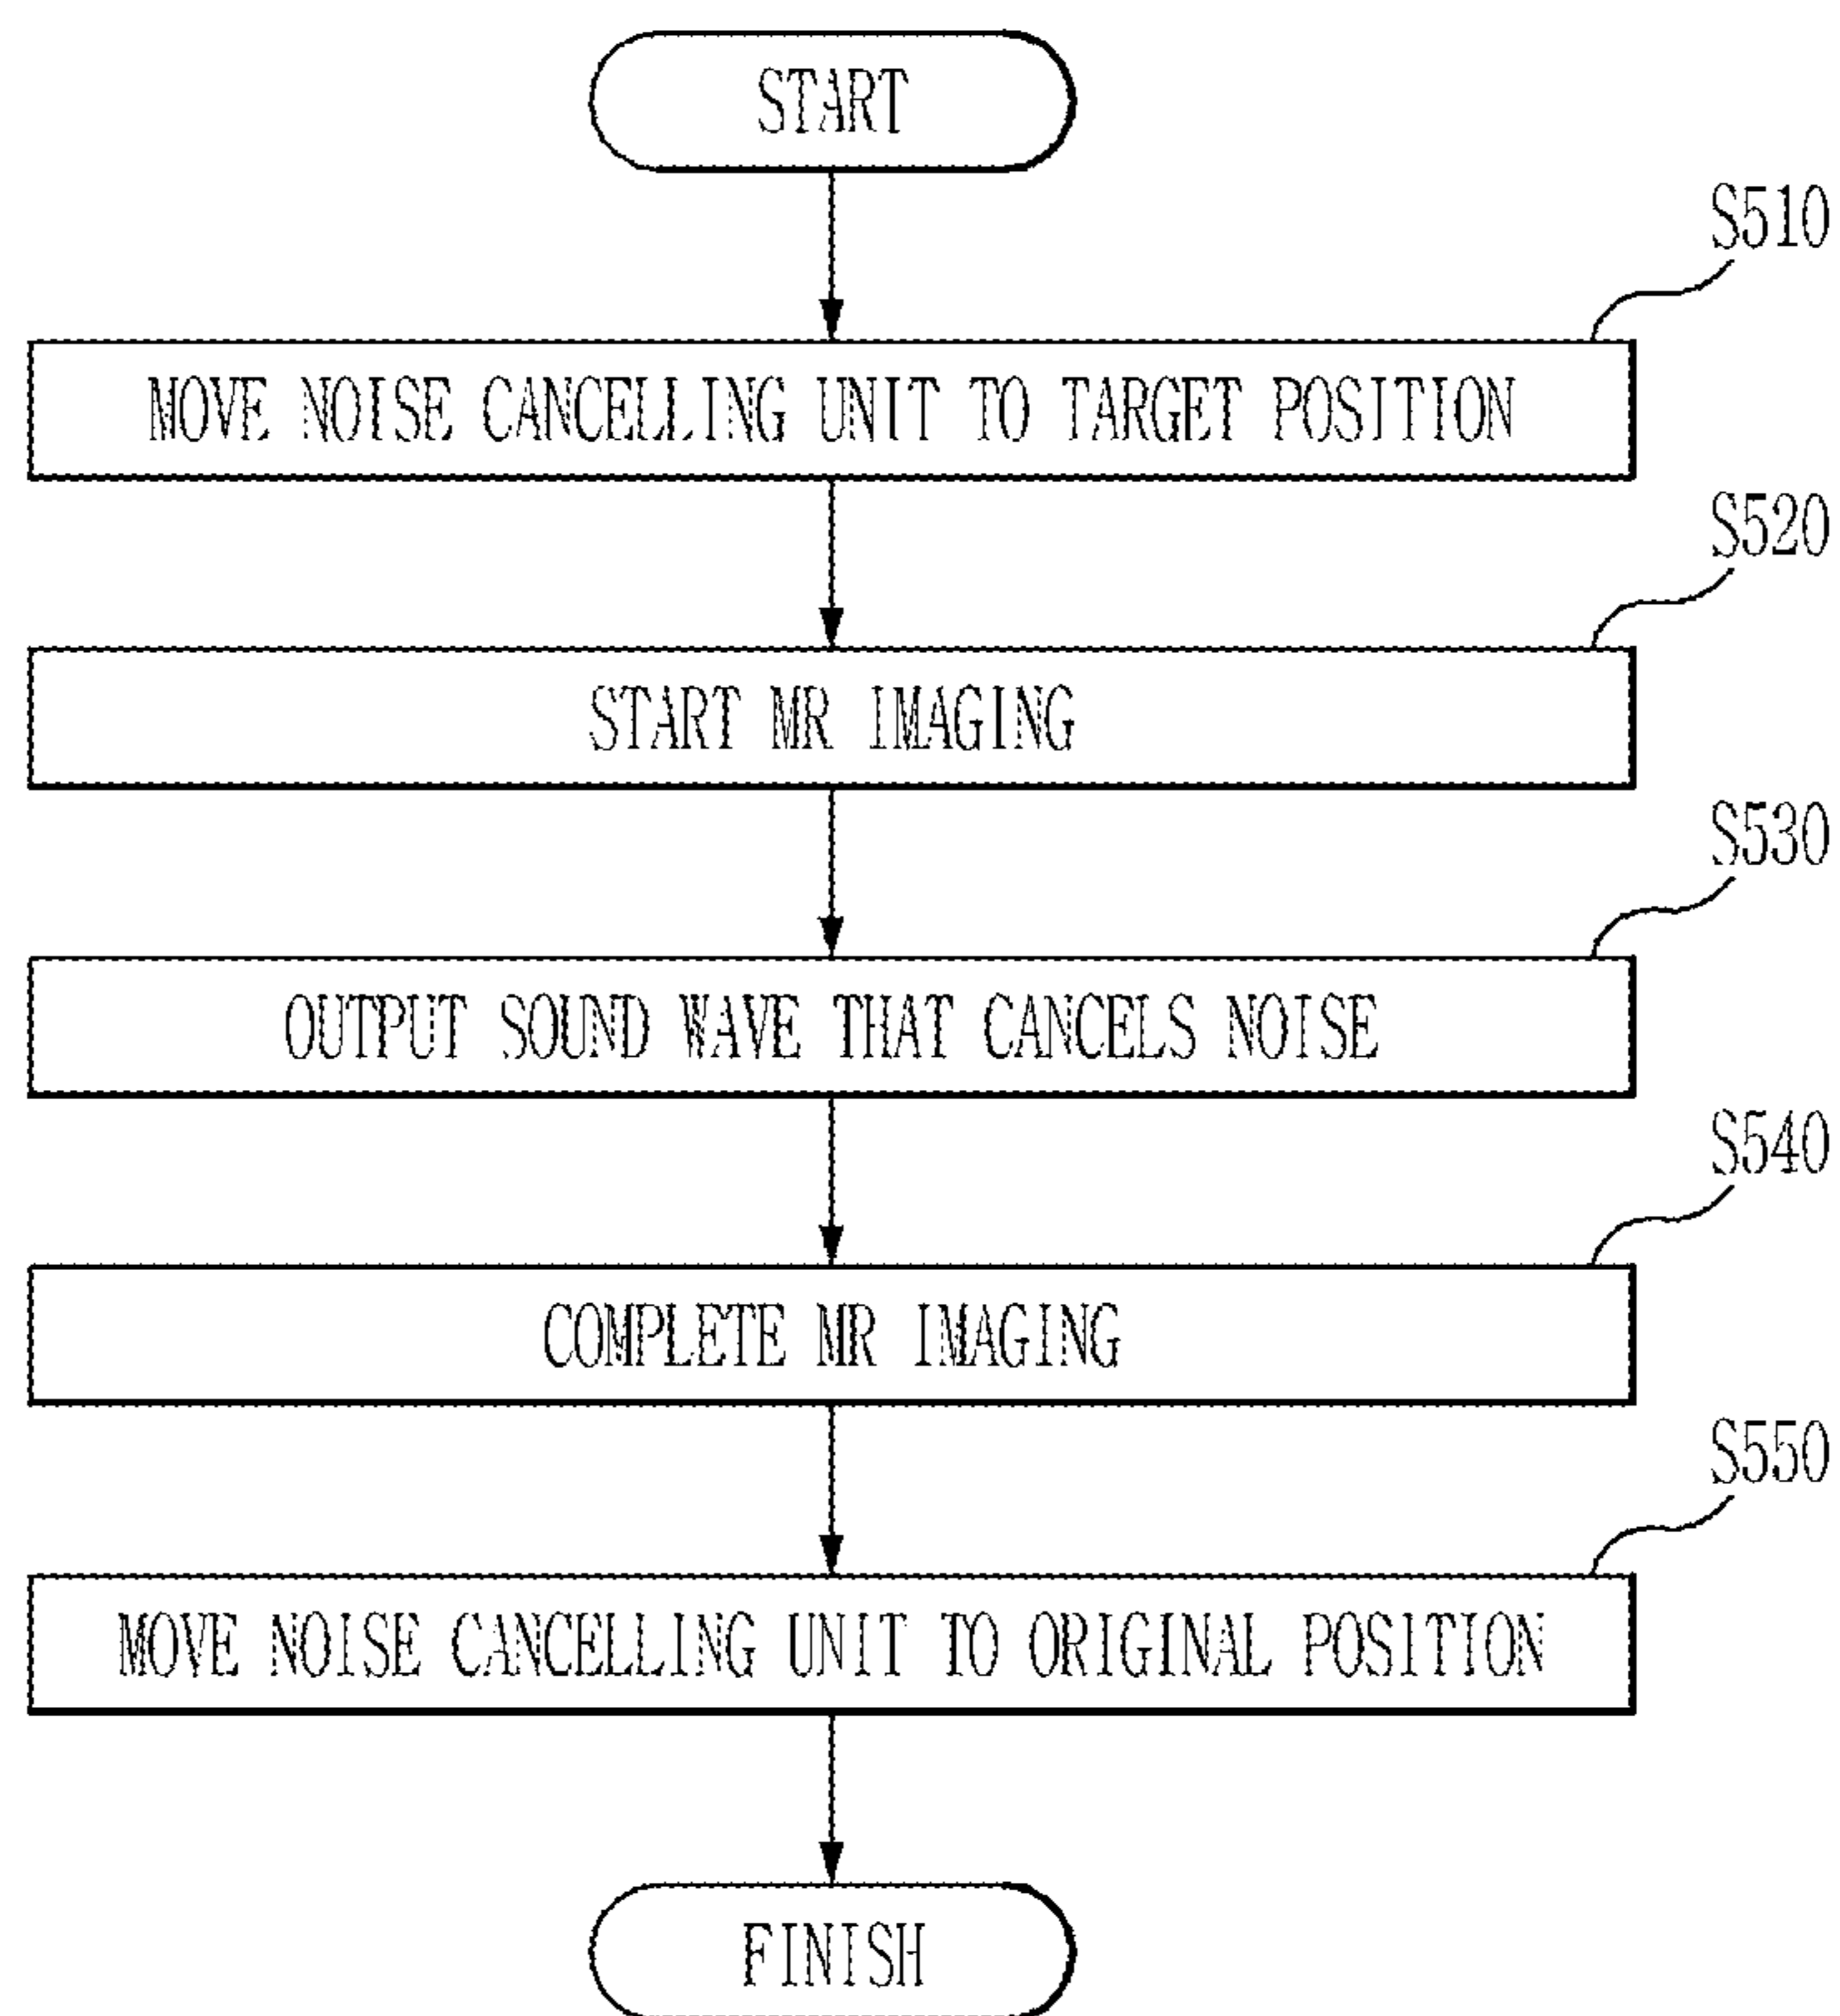 START
S510
MOVE NOISE CANCELLING UNIT TO TARGET POSITION
S520
START MR IMAGING
S530
OUTPUT SOUND WAVE THAT CANCELS NOISE
S540
COMPLETE MR IMAGING
S550
MOVE NOISE CANCELLING UNIT TO ORIGINAL POSITION
FINISH